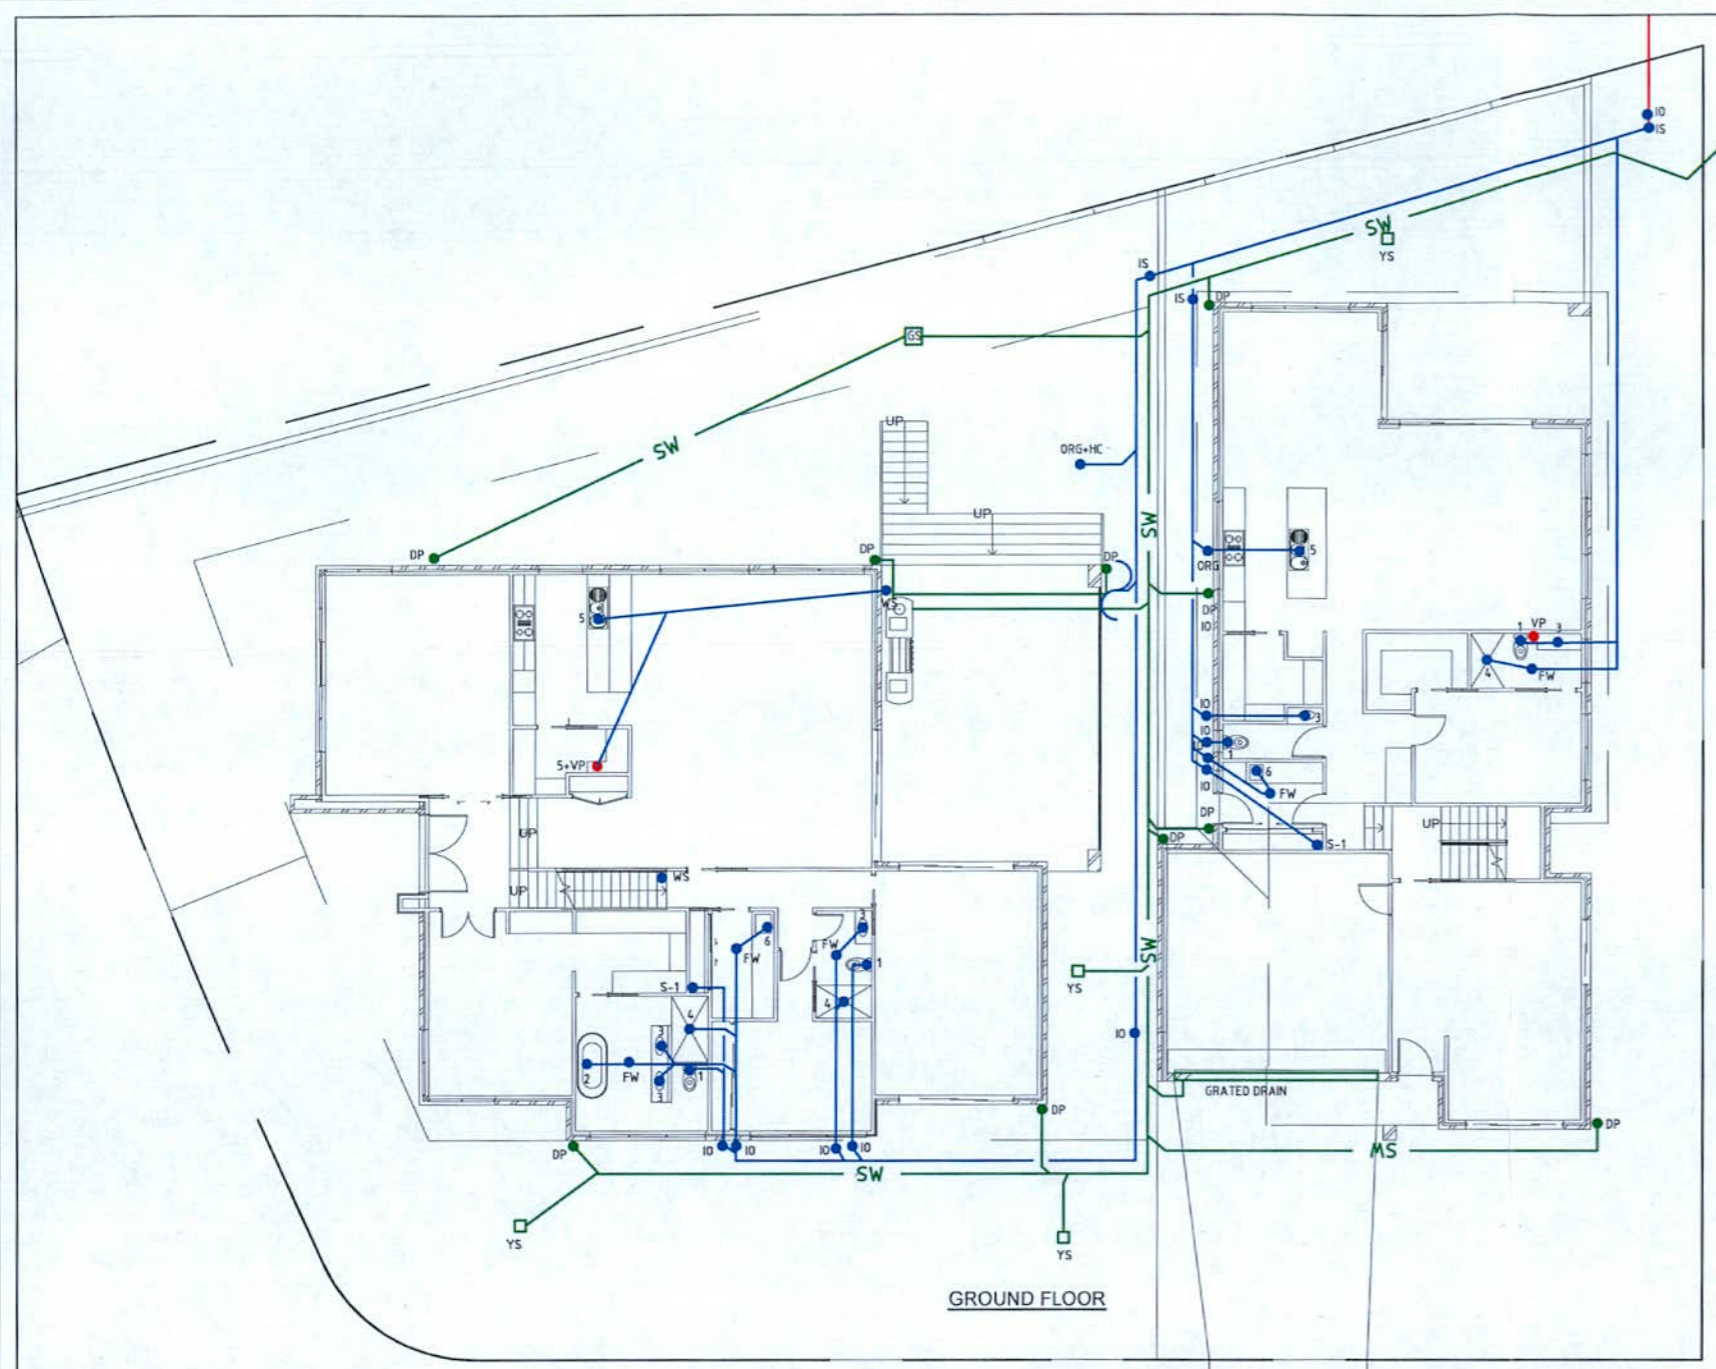 IO
IS
SW
YS
IS
IS
DP
GS
UP
SW
ORG+HC
UP
SW
DP
DP
DP
ORG
5
WS
5
DP
IO
1
VP
3
4
FW
IO
3
IO
IO
1
5+VP
6
IO
FW
DP
UP
UP
DP
S-1
UP
WS
3
6
FW
FW
1
SW
S-1
YS
4
4
3
IO
2
FW
1
3
GRATED DRAIN
DP
DP
DP
IO
IO
IO
IO
SW
SW
YS
YS
GROUND FLOOR